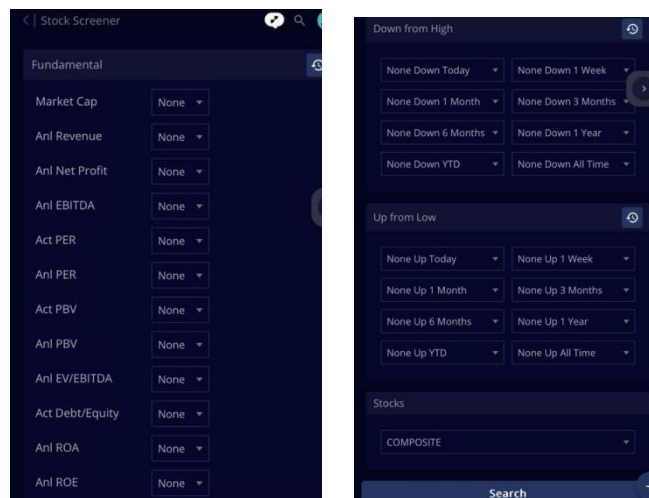 Stock Screener
Fundamental
Market Cap None
Anl Revenue None
Anl Net Profit None
Anl EBITDA None
Act PER None
Anl PER None
Act PBV None
Anl PBV None
Anl EV/EBITDA None
Act Debt/Equity None
Anl ROA None
Anl ROE None
Down from High
None Down Today None Down 1 Week
None Down 1 Month None Down 3 Months
None Down 6 Months None Down 1 Year
None Down YTD None Down All Time
Up from Low
None Up Today None Up 1 Week
None Up 1 Month None Up 3 Months
None Up 6 Months None Up 1 Year
None Up YTD None Up All Time
Stocks
COMPOSITE
Search